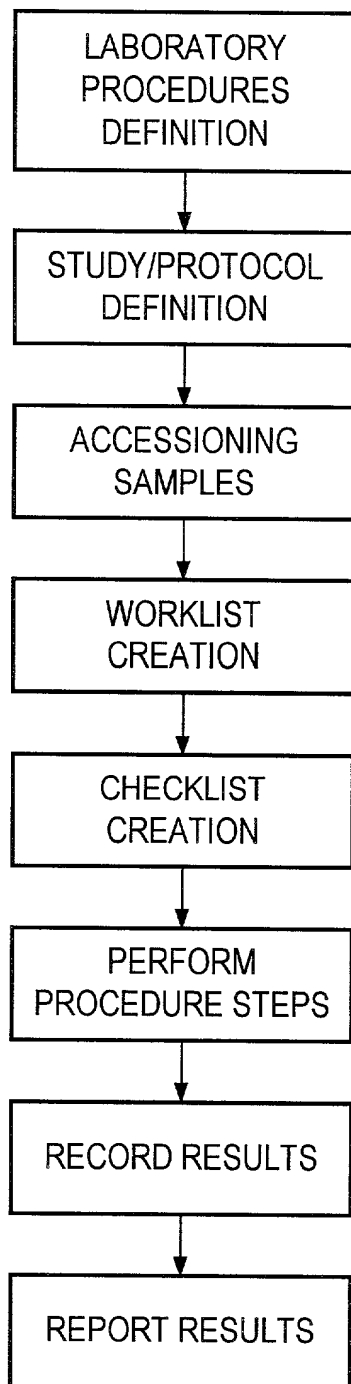 LABORATORY
PROCEDURES
DEFINITION
STUDY/PROTOCOL
DEFINITION
ACCESSIONING
SAMPLES
WORKLIST
CREATION
CHECKLIST
CREATION
PERFORM
PROCEDURE STEPS
RECORD RESULTS
REPORT RESULTS